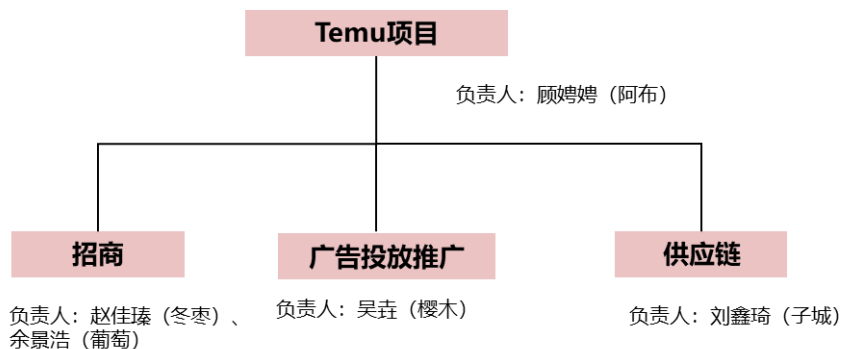 Temu项目
负责人：顾娉娉（阿布）
招商
广告投放推广
供应链
负责人：赵佳瑧（冬枣）、
余景浩（葡萄）
负责人：吴垚（樱木）
负责人：刘鑫琦（子城）